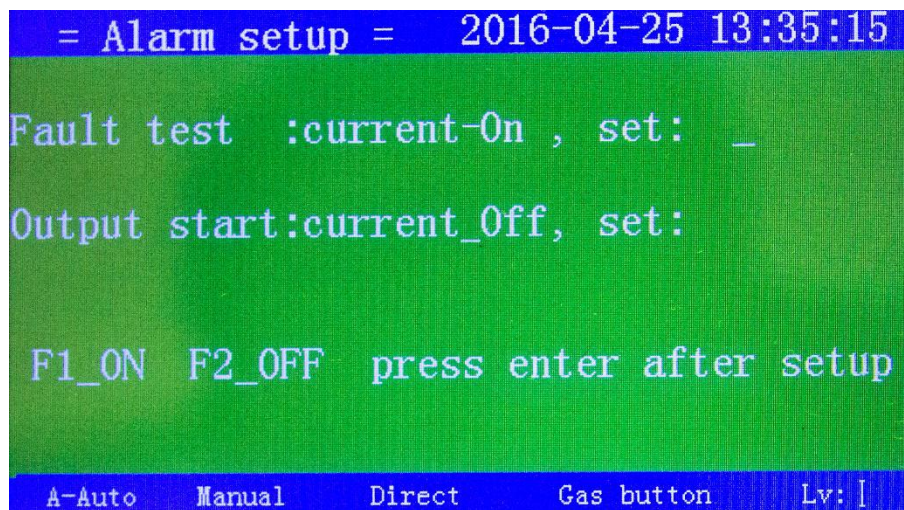 = Alarm setup = 2016-04-25 13:35:15
Fault test :current-On , set: _
Output start:current_Off, set:
F1_ON F2_OFF press enter after setup
A-Auto Manual Direct Gas button Lv: